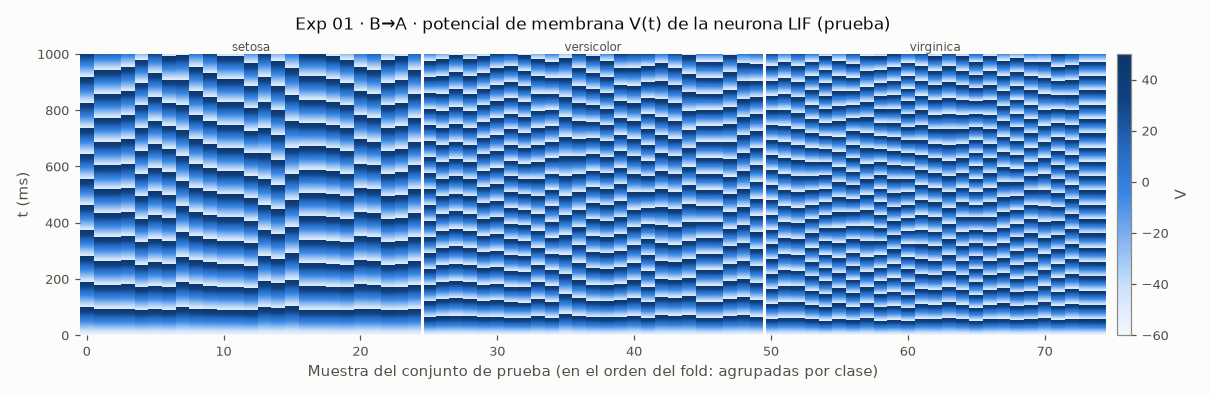 Exp 01 · B→A · potencial de membrana V(t) de la neurona LIF (prueba)
setosa versicolor virginica
1000
800
600
400
200
0
t (ms)
0 10 20 30 40 50 60 70
Muestra del conjunto de prueba (en el orden del fold: agrupadas por clase)
40
20
0
−20
−40
−60
V